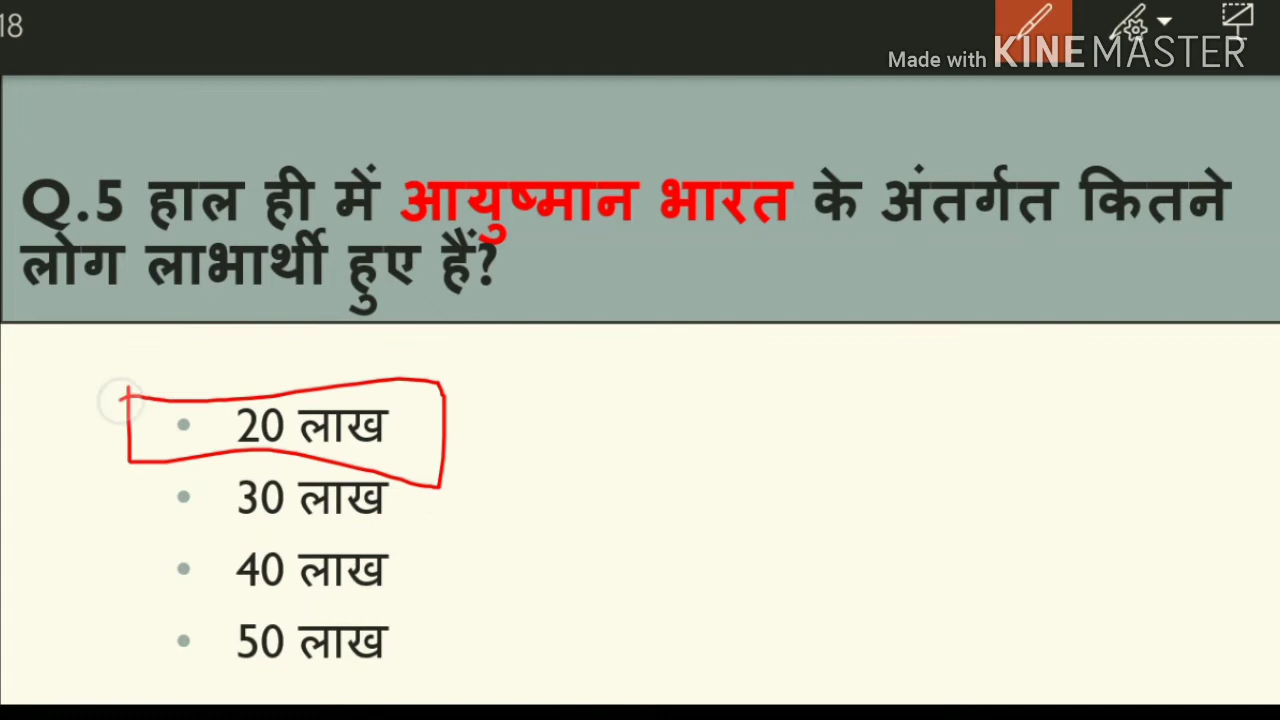 18
Made with KINEMASTER
Q.5 हाल ही में आयुष्मान भारत के अंतर्गत कितने
लोग लाभार्थी हुए हैं?
• 20 लाख
• 30 लाख
• 40 लाख
• 50 लाख